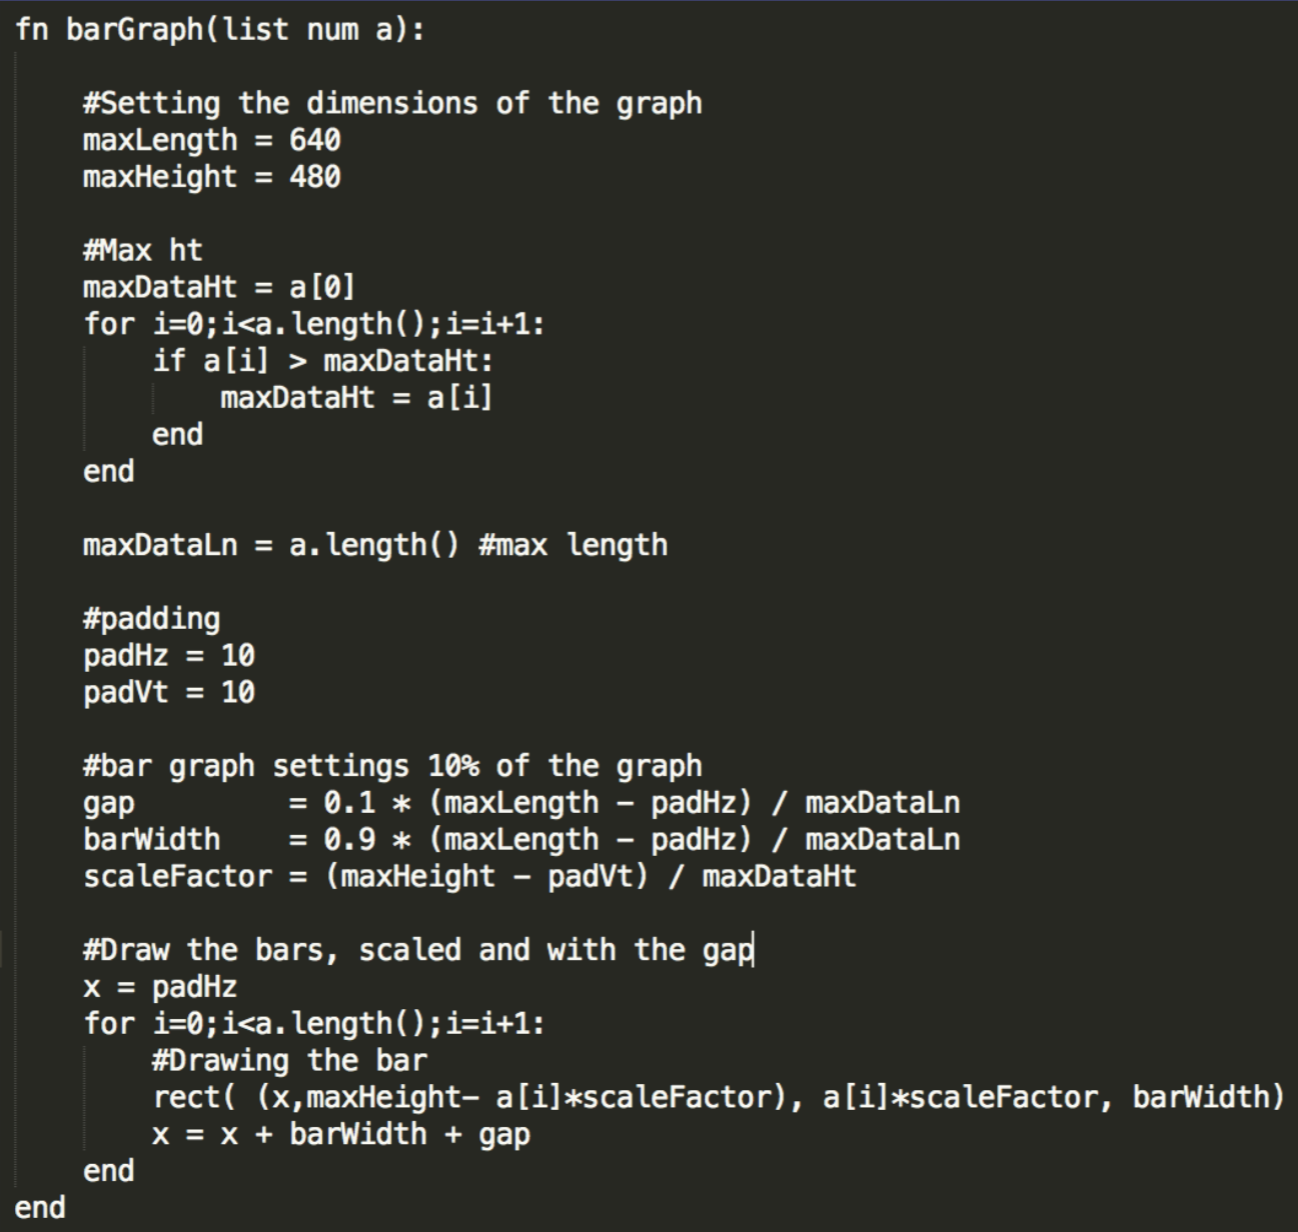 fn barGraph(list num a):
#Setting the dimensions of the graph
maxLength = 640
maxHeight = 480
#Max ht
maxDataHt = a[0]
for i=0;i<a.length();i=i+1:
if a[i] > maxDataHt:
maxDataHt = a[i]
end
end
maxDataLn = a.length() #max length
#padding
padHz = 10
padVt = 10
#bar graph settings 10% of the graph
gap = 0.1 * (maxLength - padHz) / maxDataLn
barWidth = 0.9 * (maxLength - padHz) / maxDataLn
scaleFactor = (maxHeight - padVt) / maxDataHt
#Draw the bars, scaled and with the gap
x = padHz
for i=0;i<a.length();i=i+1:
#Drawing the bar
rect( (x,maxHeight- a[i]*scaleFactor), a[i]*scaleFactor, barWidth)
x = x + barWidth + gap
end
end